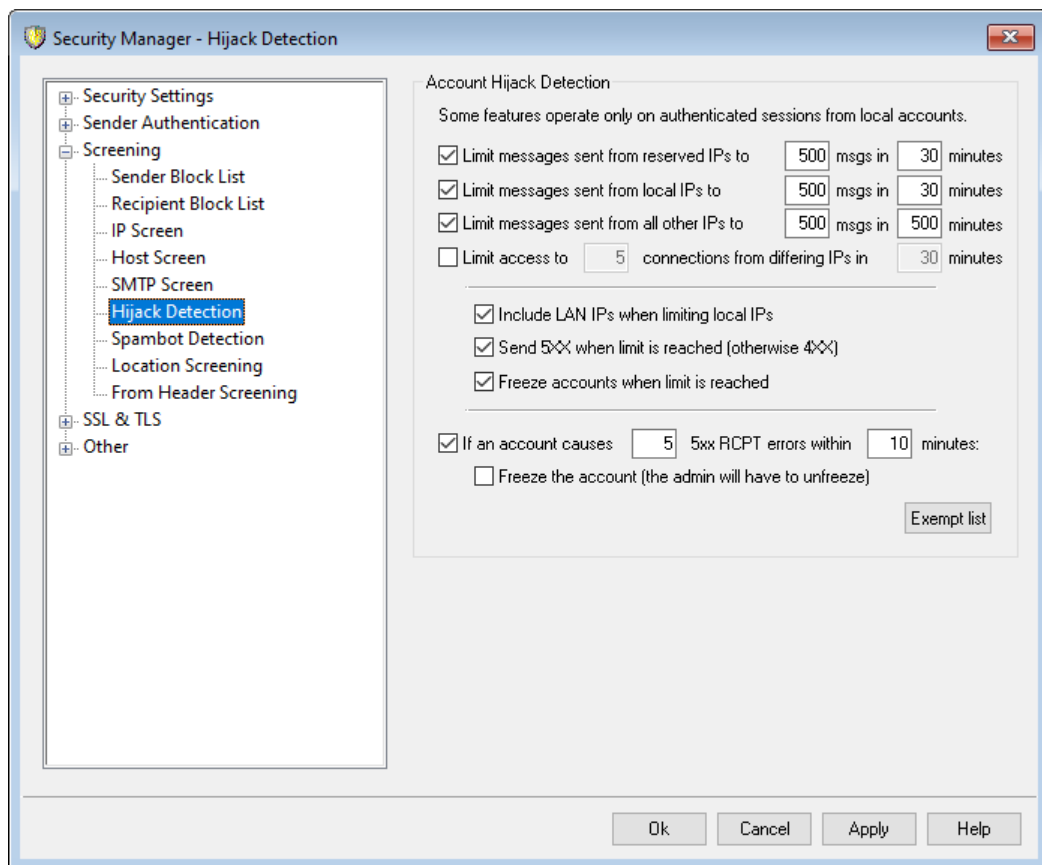 Security Manager - Hijack Detection
Security Settings
Sender Authentication
Screening
Sender Block List
Recipient Block List
IP Screen
Host Screen
SMTP Screen
Hijack Detection
Spambot Detection
Location Screening
From Header Screening
SSL & TLS
Other
Account Hijack Detection
Some features operate only on authenticated sessions from local accounts.
Limit messages sent from reserved IPs to 500 msgs in 30 minutes
Limit messages sent from local IPs to 500 msgs in 30 minutes
Limit messages sent from all other IPs to 500 msgs in 500 minutes
Limit access to 5 connections from differing IPs in 30 minutes
Include LAN IPs when limiting local IPs
Send 5XX when limit is reached (otherwise 4XX)
Freeze accounts when limit is reached
If an account causes 5 5xx RCPT errors within 10 minutes:
Freeze the account (the admin will have to unfreeze)
Exempt list
Ok Cancel Apply Help